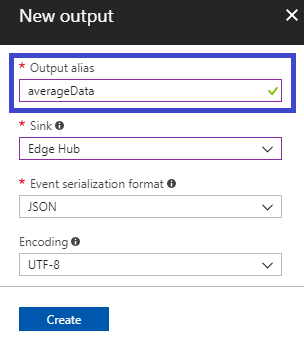 New output
* Output alias
averageData
* Sink
Edge Hub
* Event serialization format
JSON
Encoding
UTF-8
Create